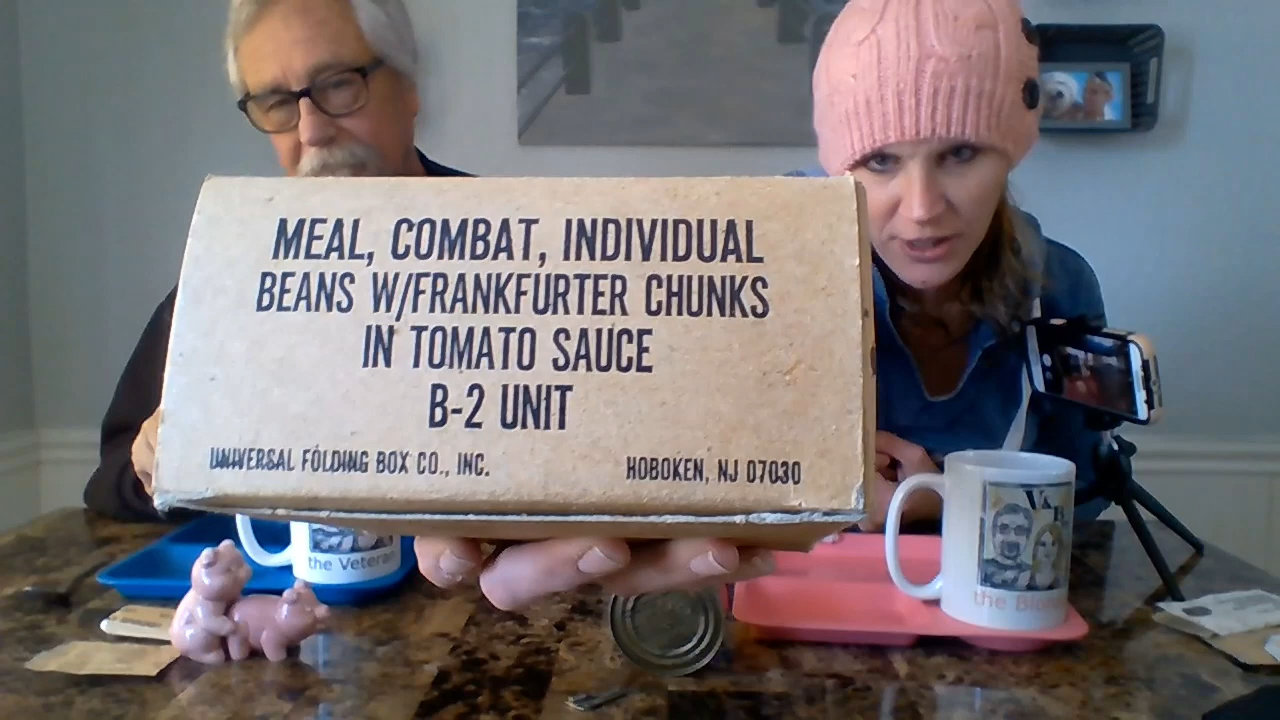 MEAL, COMBAT, INDIVIDUAL
BEANS W/FRANKFURTER CHUNKS
IN TOMATO SAUCE
B-2 UNIT
UNIVERSAL FOLDING BOX CO., INC. HOBOKEN, NJ 07030
the Veteran
V&B
the